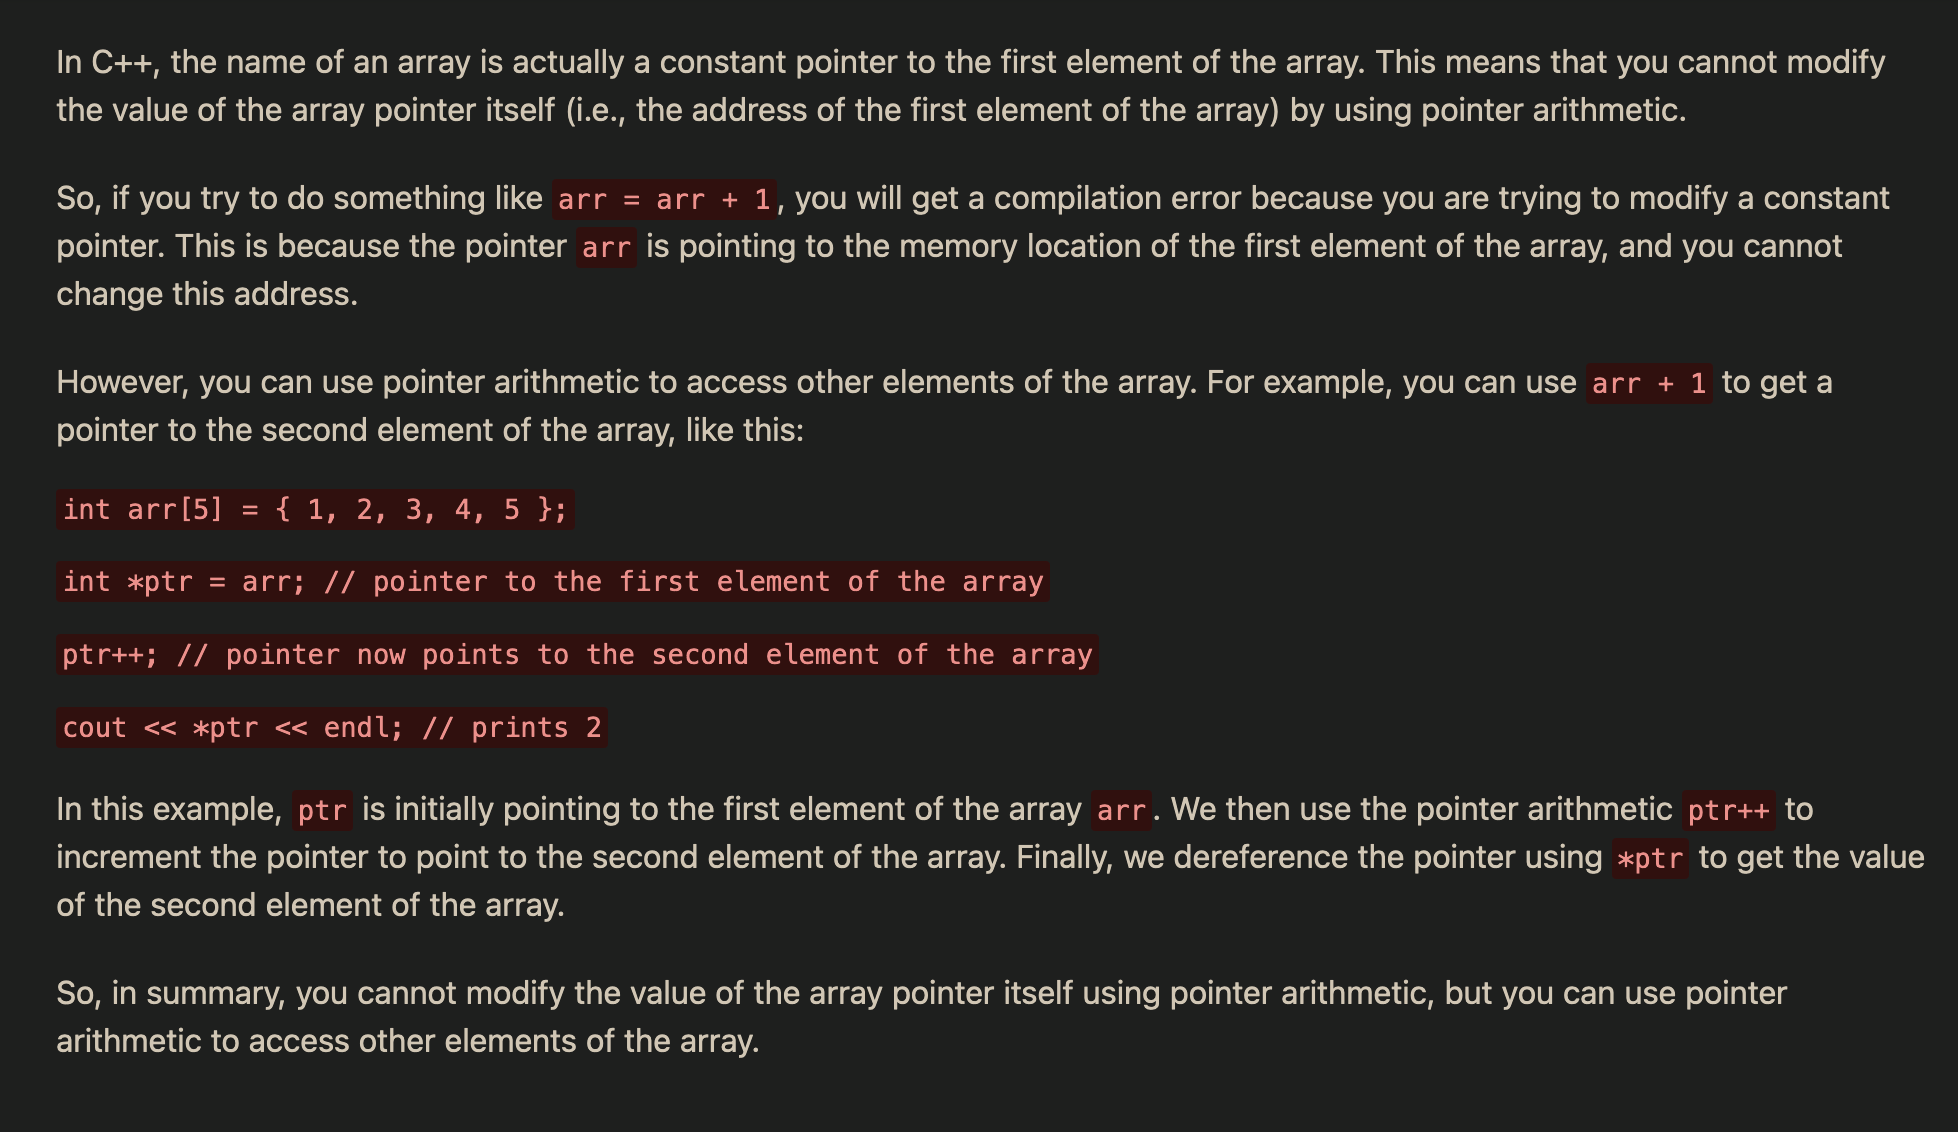 In C++, the name of an array is actually a constant pointer to the first element of the array. This means that you cannot modify
the value of the array pointer itself (i.e., the address of the first element of the array) by using pointer arithmetic.
So, if you try to do something like arr = arr + 1, you will get a compilation error because you are trying to modify a constant
pointer. This is because the pointer arr is pointing to the memory location of the first element of the array, and you cannot
change this address.
However, you can use pointer arithmetic to access other elements of the array. For example, you can use arr + 1 to get a
pointer to the second element of the array, like this:
int arr[5] = { 1, 2, 3, 4, 5 };
int *ptr = arr; // pointer to the first element of the array
ptr++; // pointer now points to the second element of the array
cout << *ptr << endl; // prints 2
In this example, ptr is initially pointing to the first element of the array arr. We then use the pointer arithmetic ptr++ to
increment the pointer to point to the second element of the array. Finally, we dereference the pointer using *ptr to get the value
of the second element of the array.
So, in summary, you cannot modify the value of the array pointer itself using pointer arithmetic, but you can use pointer
arithmetic to access other elements of the array.